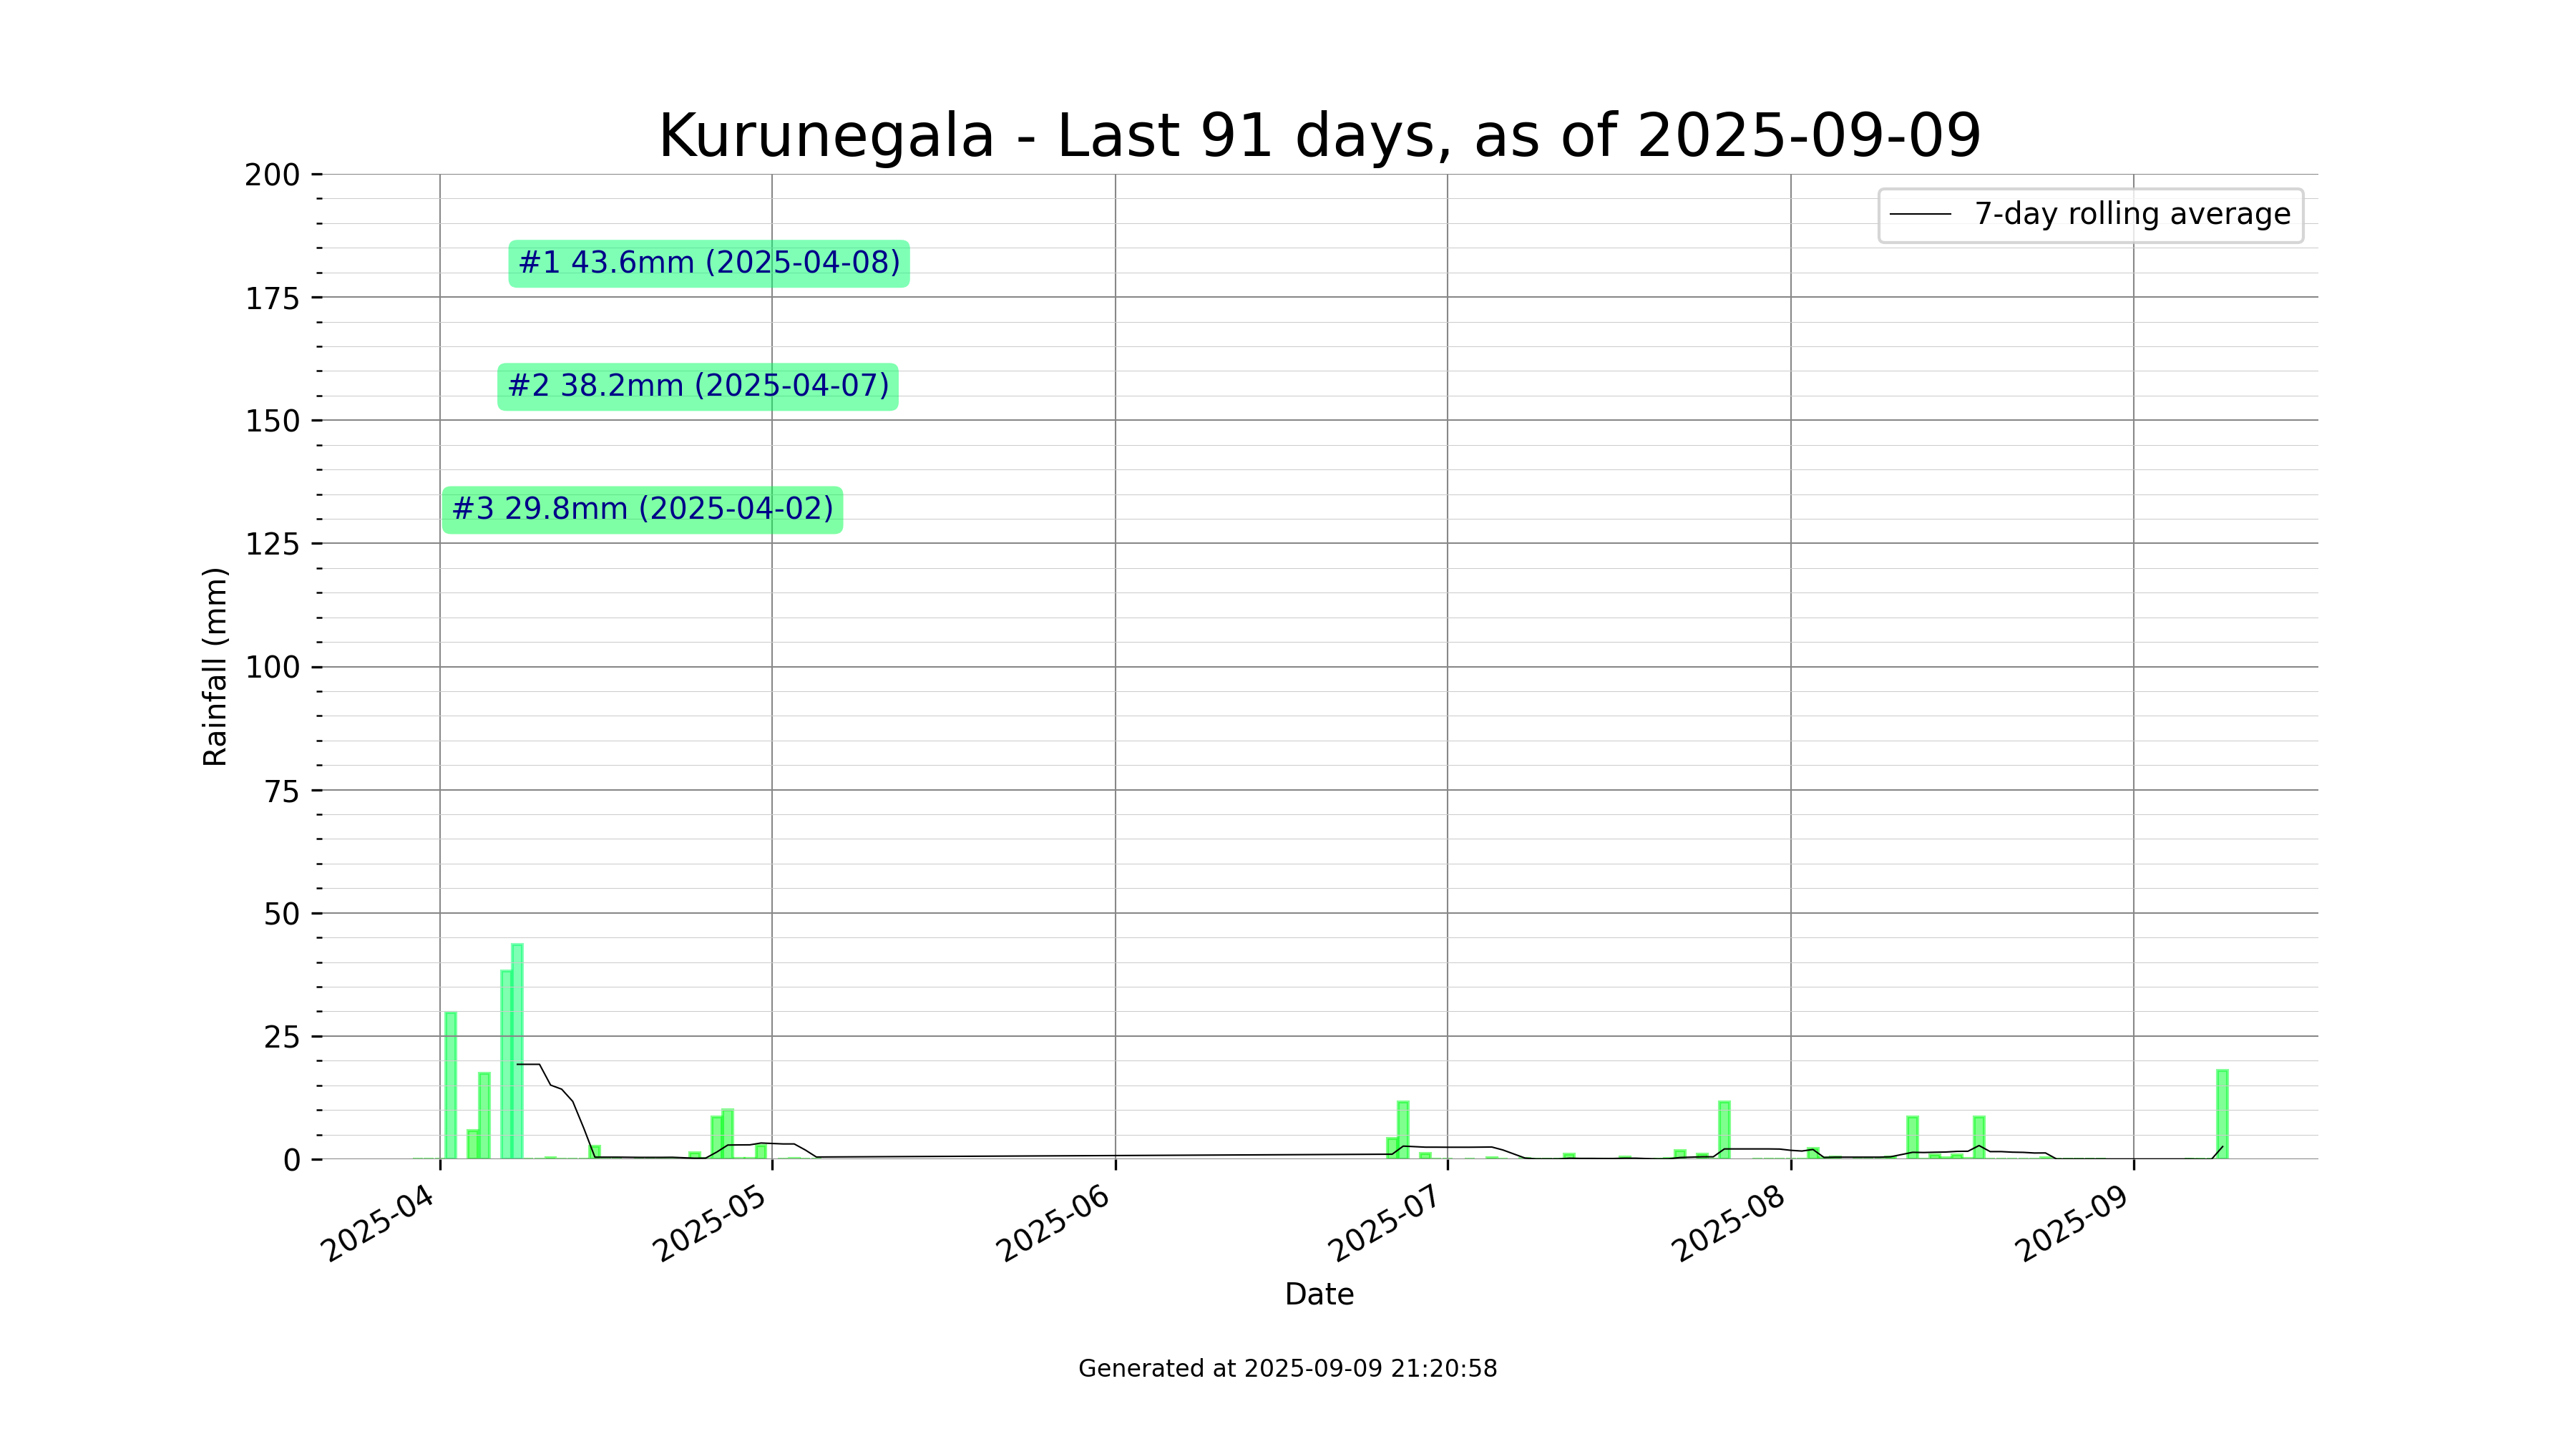 Kurunegala - Last 91 days, as of 2025-09-09
7-day rolling average
#1 43.6mm (2025-04-08)
#2 38.2mm (2025-04-07)
#3 29.8mm (2025-04-02)
Rainfall (mm)
200
175
150
125
100
75
50
25
0
2025-04
2025-05
2025-06
2025-07
2025-08
2025-09
Date
Generated at 2025-09-09 21:20:58